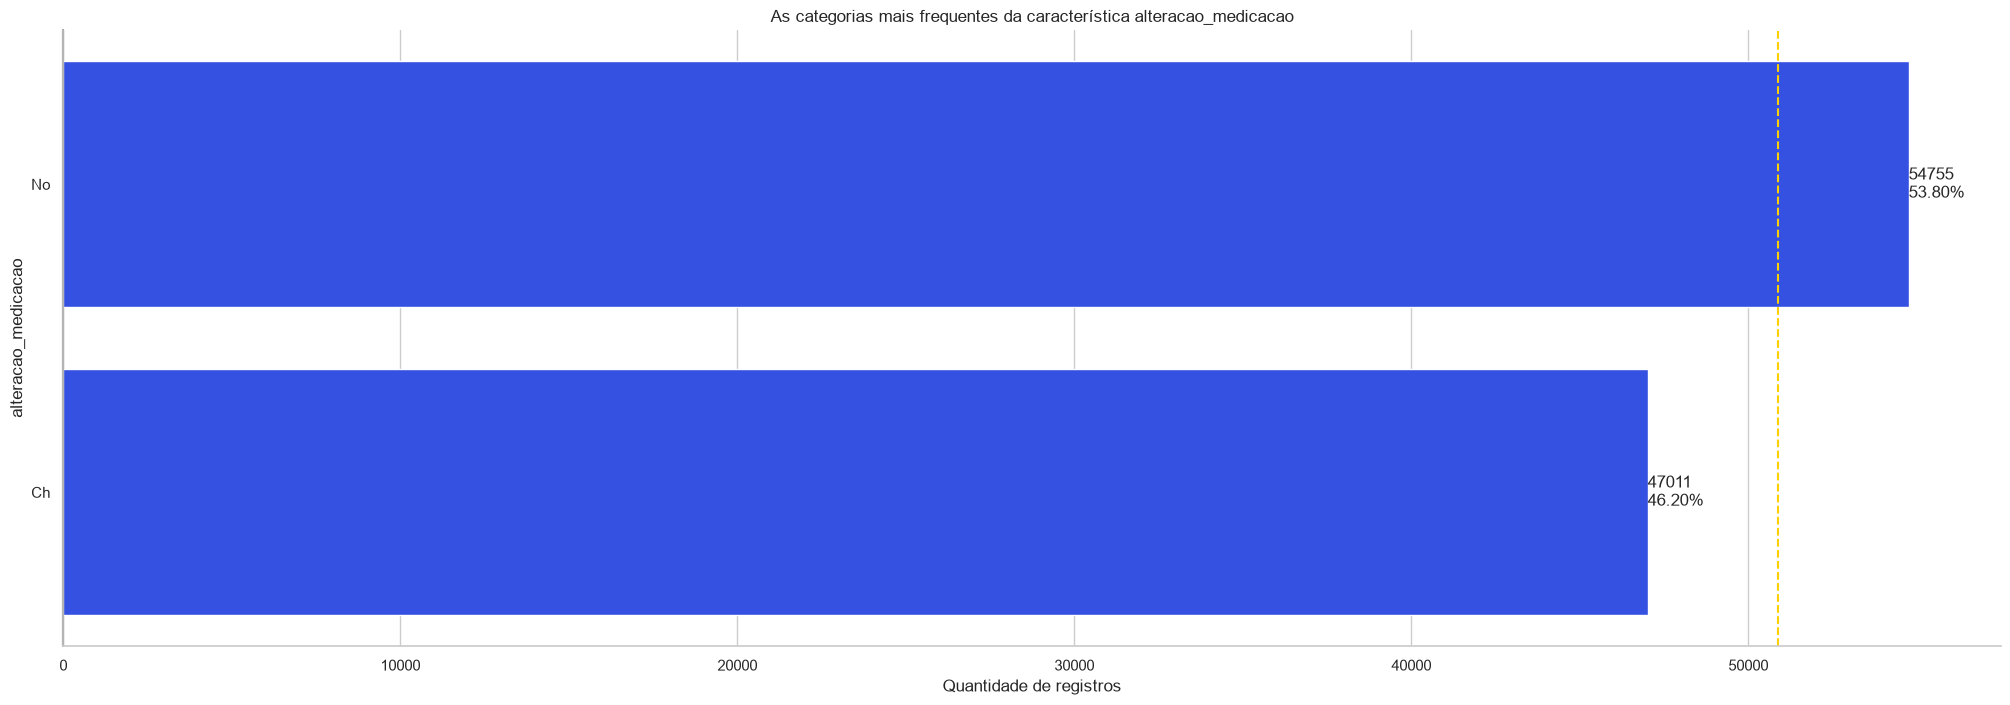 As categorias mais frequentes da característica alteracao_medicacao
alteracao_medicacao
No
54755
53.80%
Ch
47011
46.20%
0
10000
20000
30000
40000
50000
Quantidade de registros